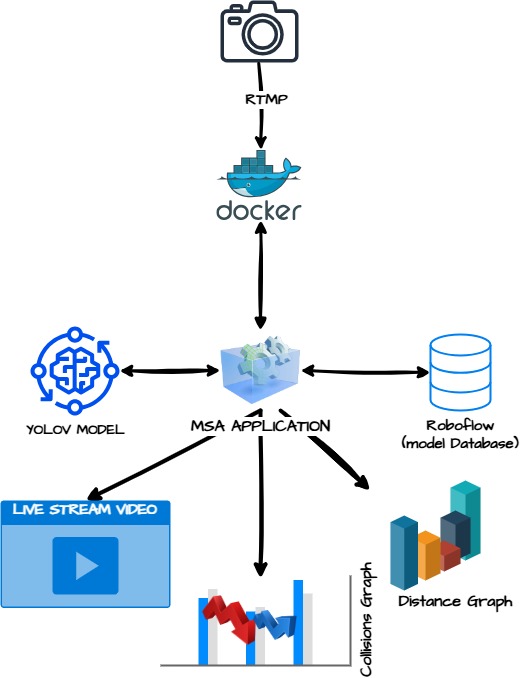 RTMP
docker
YOLOV MODEL
MSA APPLICATION
Roboflow
(model Database)
LIVE STREAM VIDEO
Distance Graph
Collisions Graph